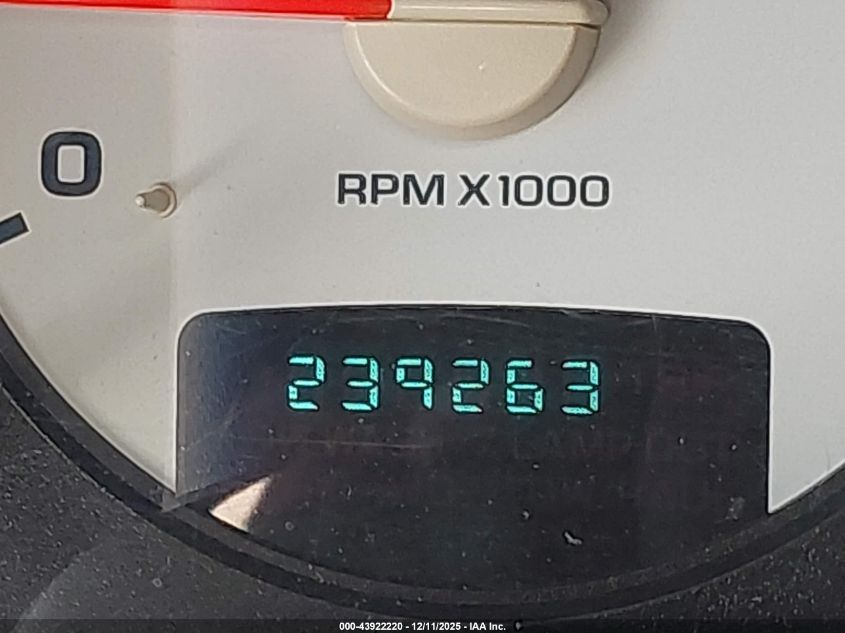 0
RPM X1000
239263
000-43922220 - 12/11/2025 - IAA Inc.